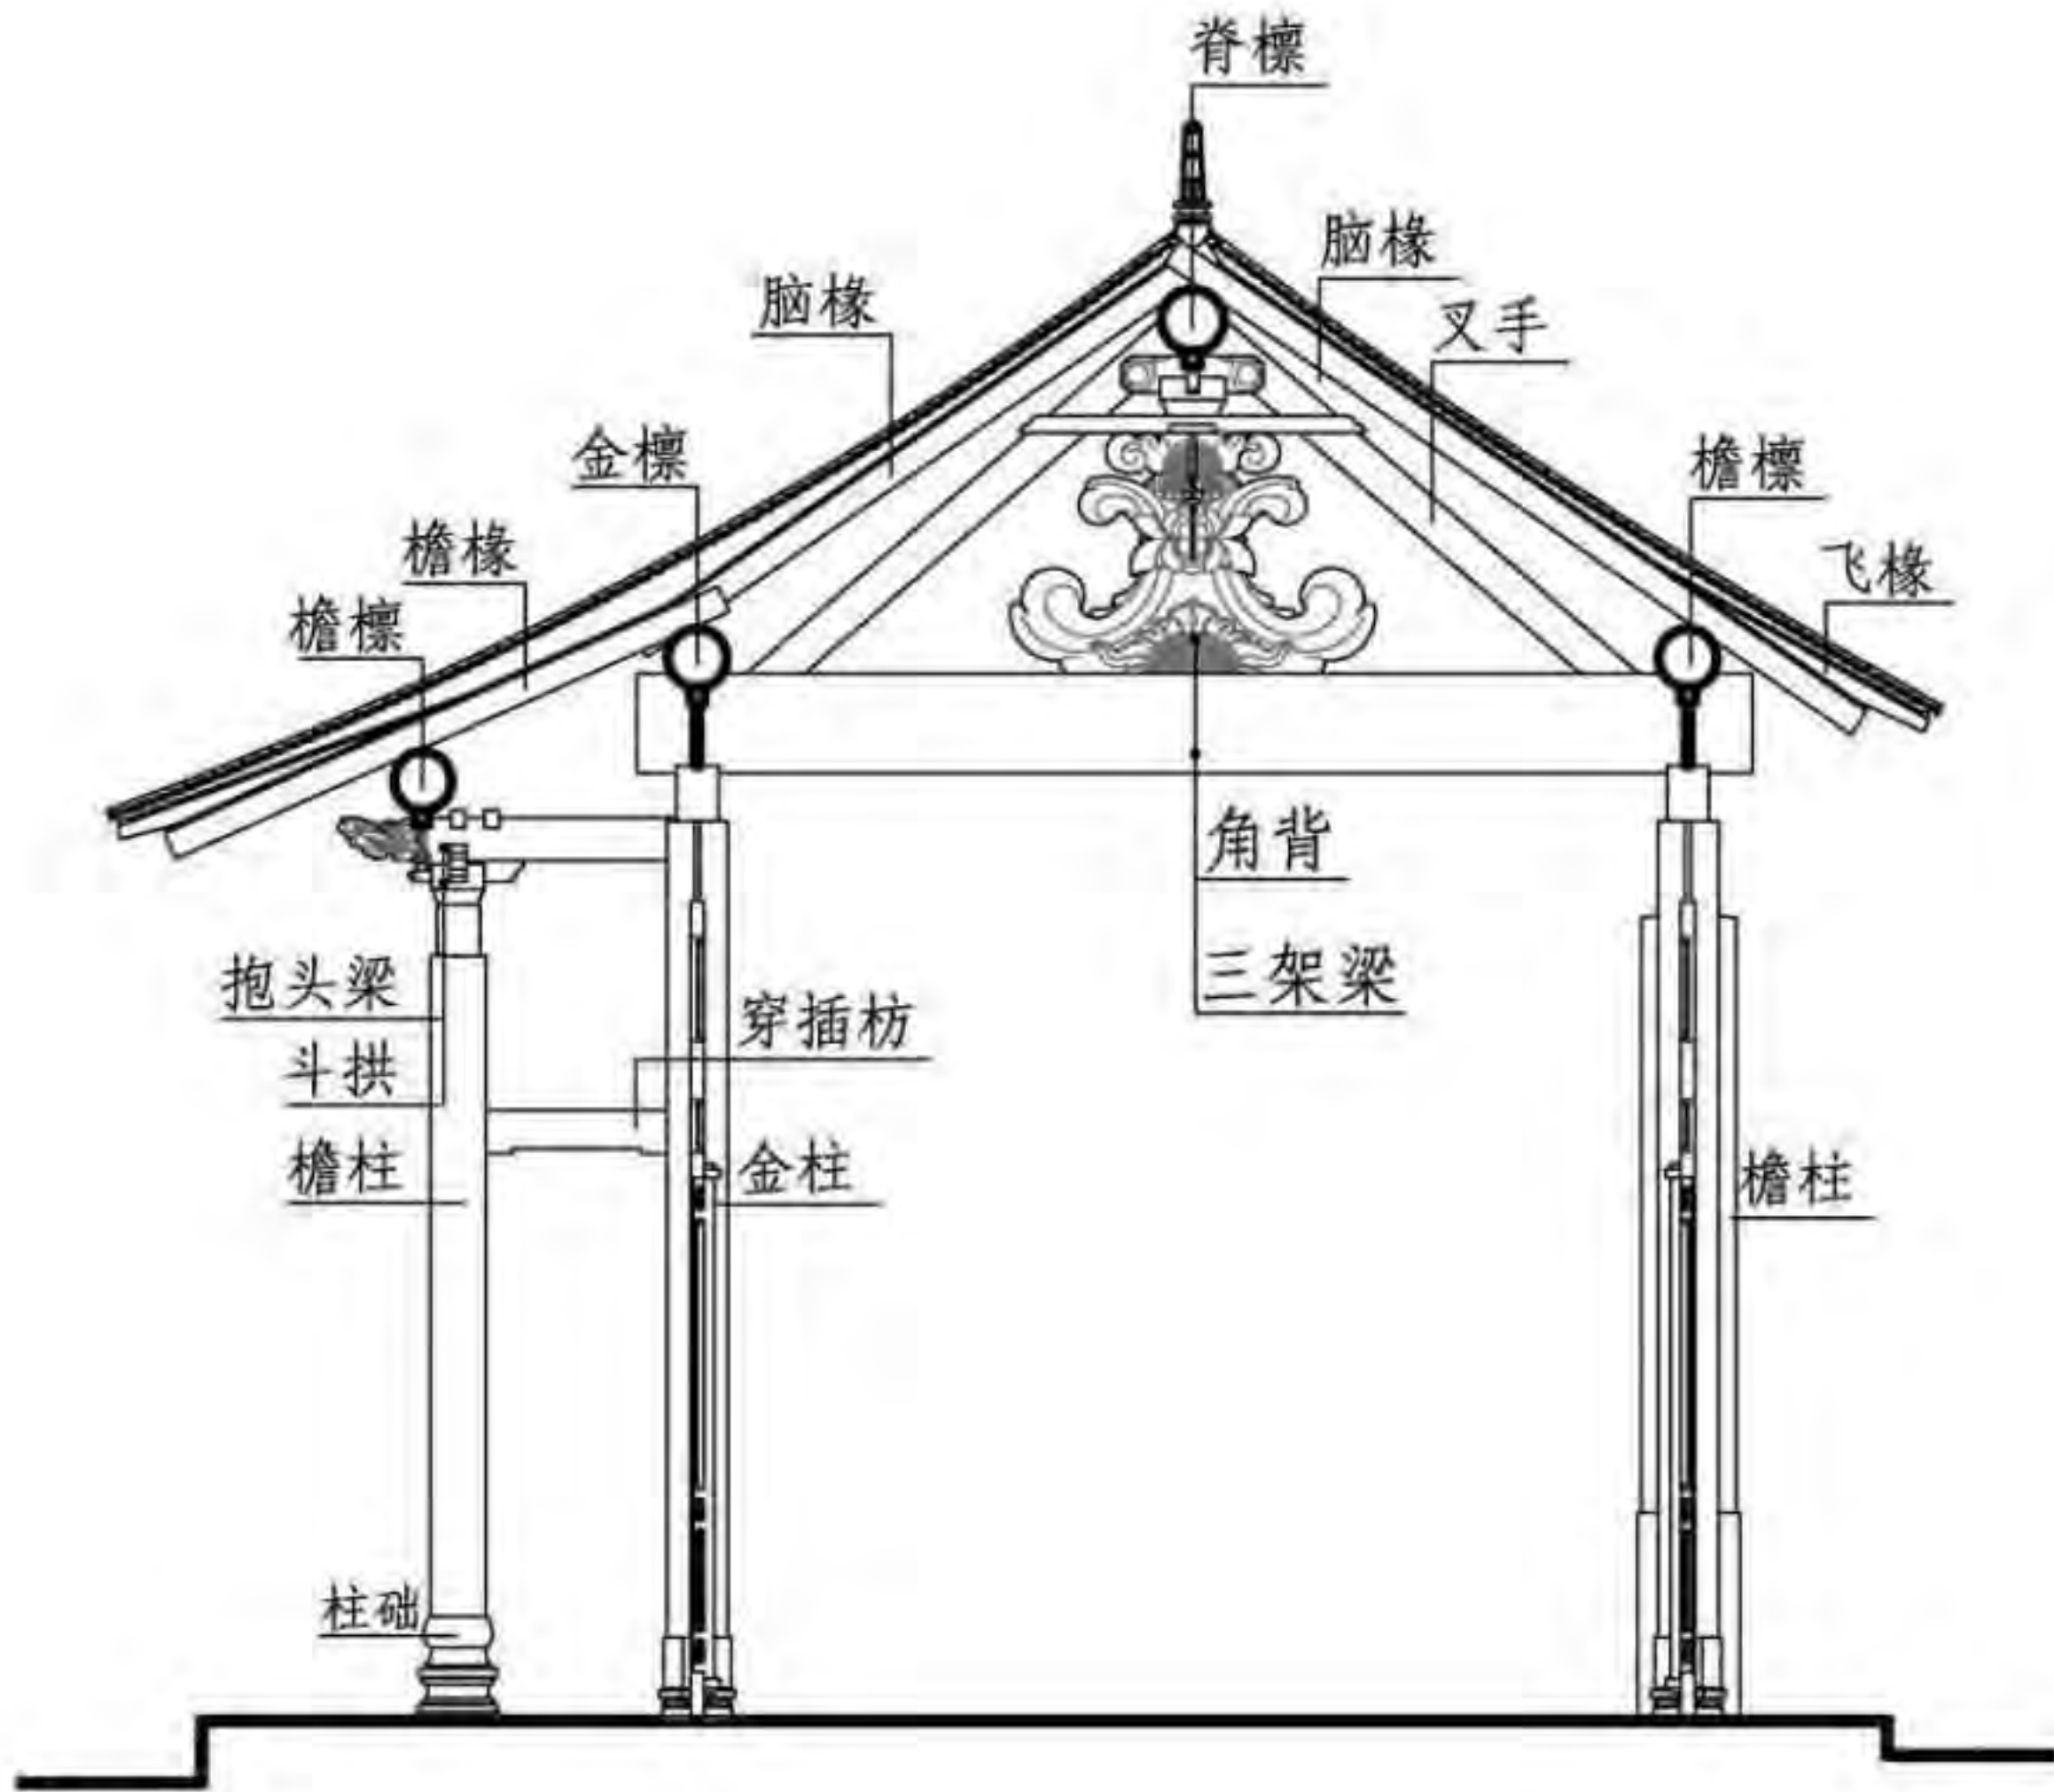 脊檩
脑椽
脑椽
叉手
金檩
檐檩
檐椽
飞椽
檐檩
角背
抱头梁
三架梁
穿插枋
斗拱
檐柱
金柱
檐柱
柱础